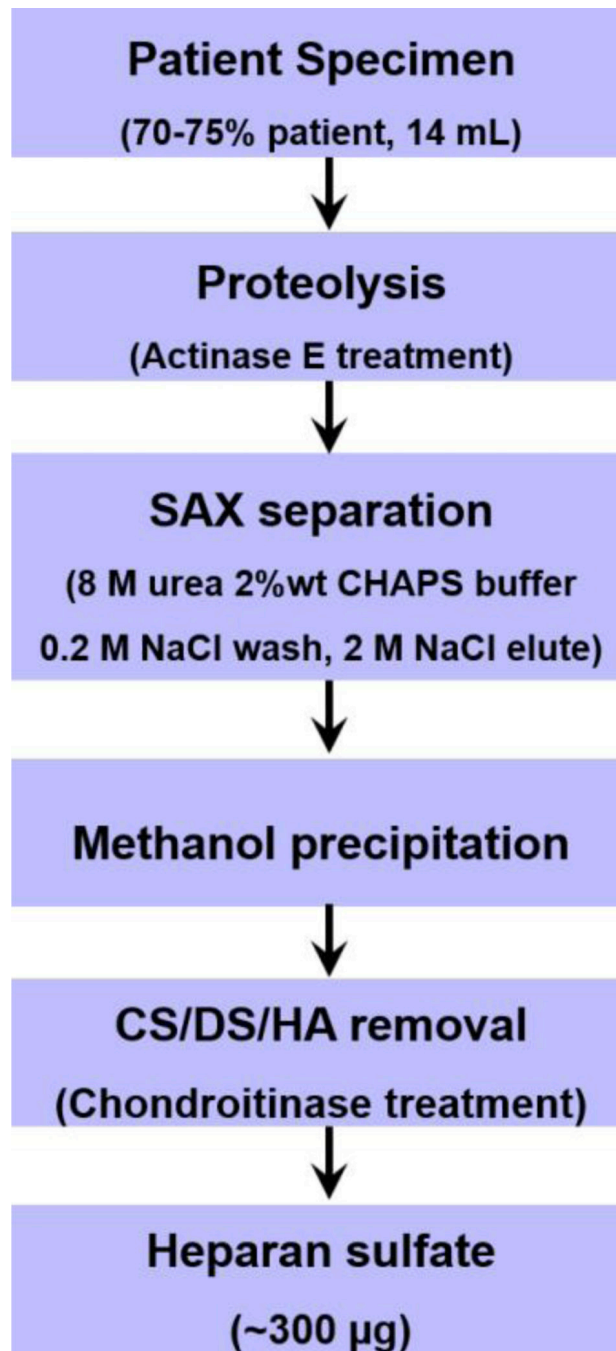 Patient Specimen
(70-75% patient, 14 mL)
Proteolysis
(Actinase E treatment)
SAX separation
(8 M urea 2%wt CHAPS buffer
0.2 M NaCl wash, 2 M NaCl elute)
Methanol precipitation
CS/DS/HA removal
(Chondroitinase treatment)
Heparan sulfate
(~300 µg)